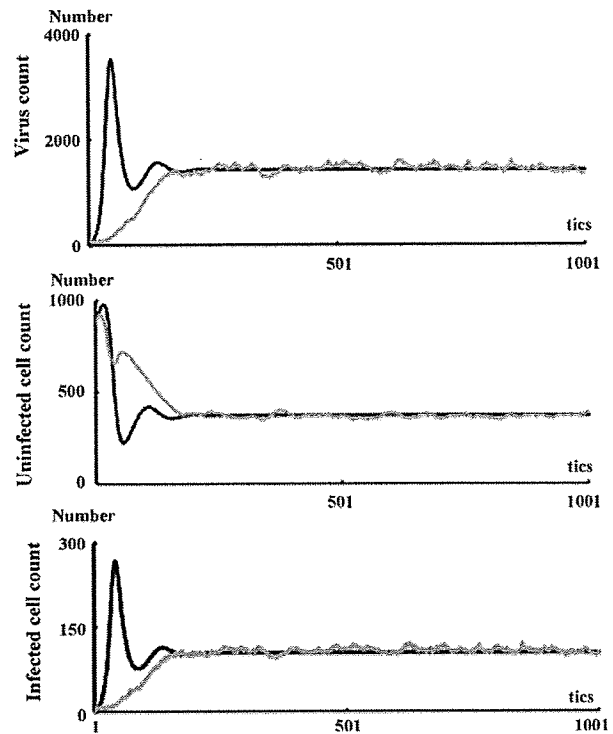 Number
4000
2000
0
Virus count
tics
501
1001
Number
1000
500
0
Uninfected cell count
tics
501
1001
Number
300
150
0
Infected cell count
tics
1
501
1001